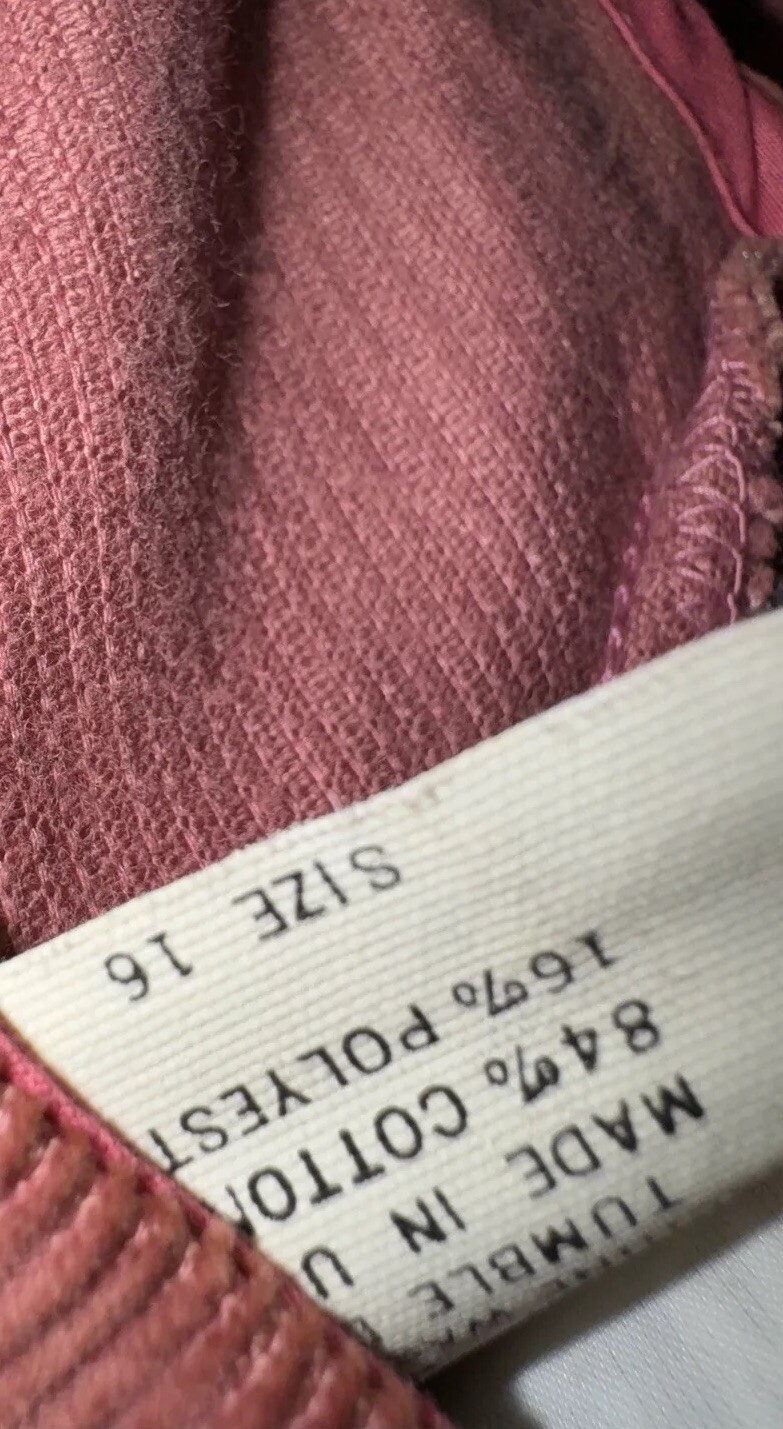 TUMBLE
MADE IN U
84% COTTON
16% POLYEST
SIZE 16